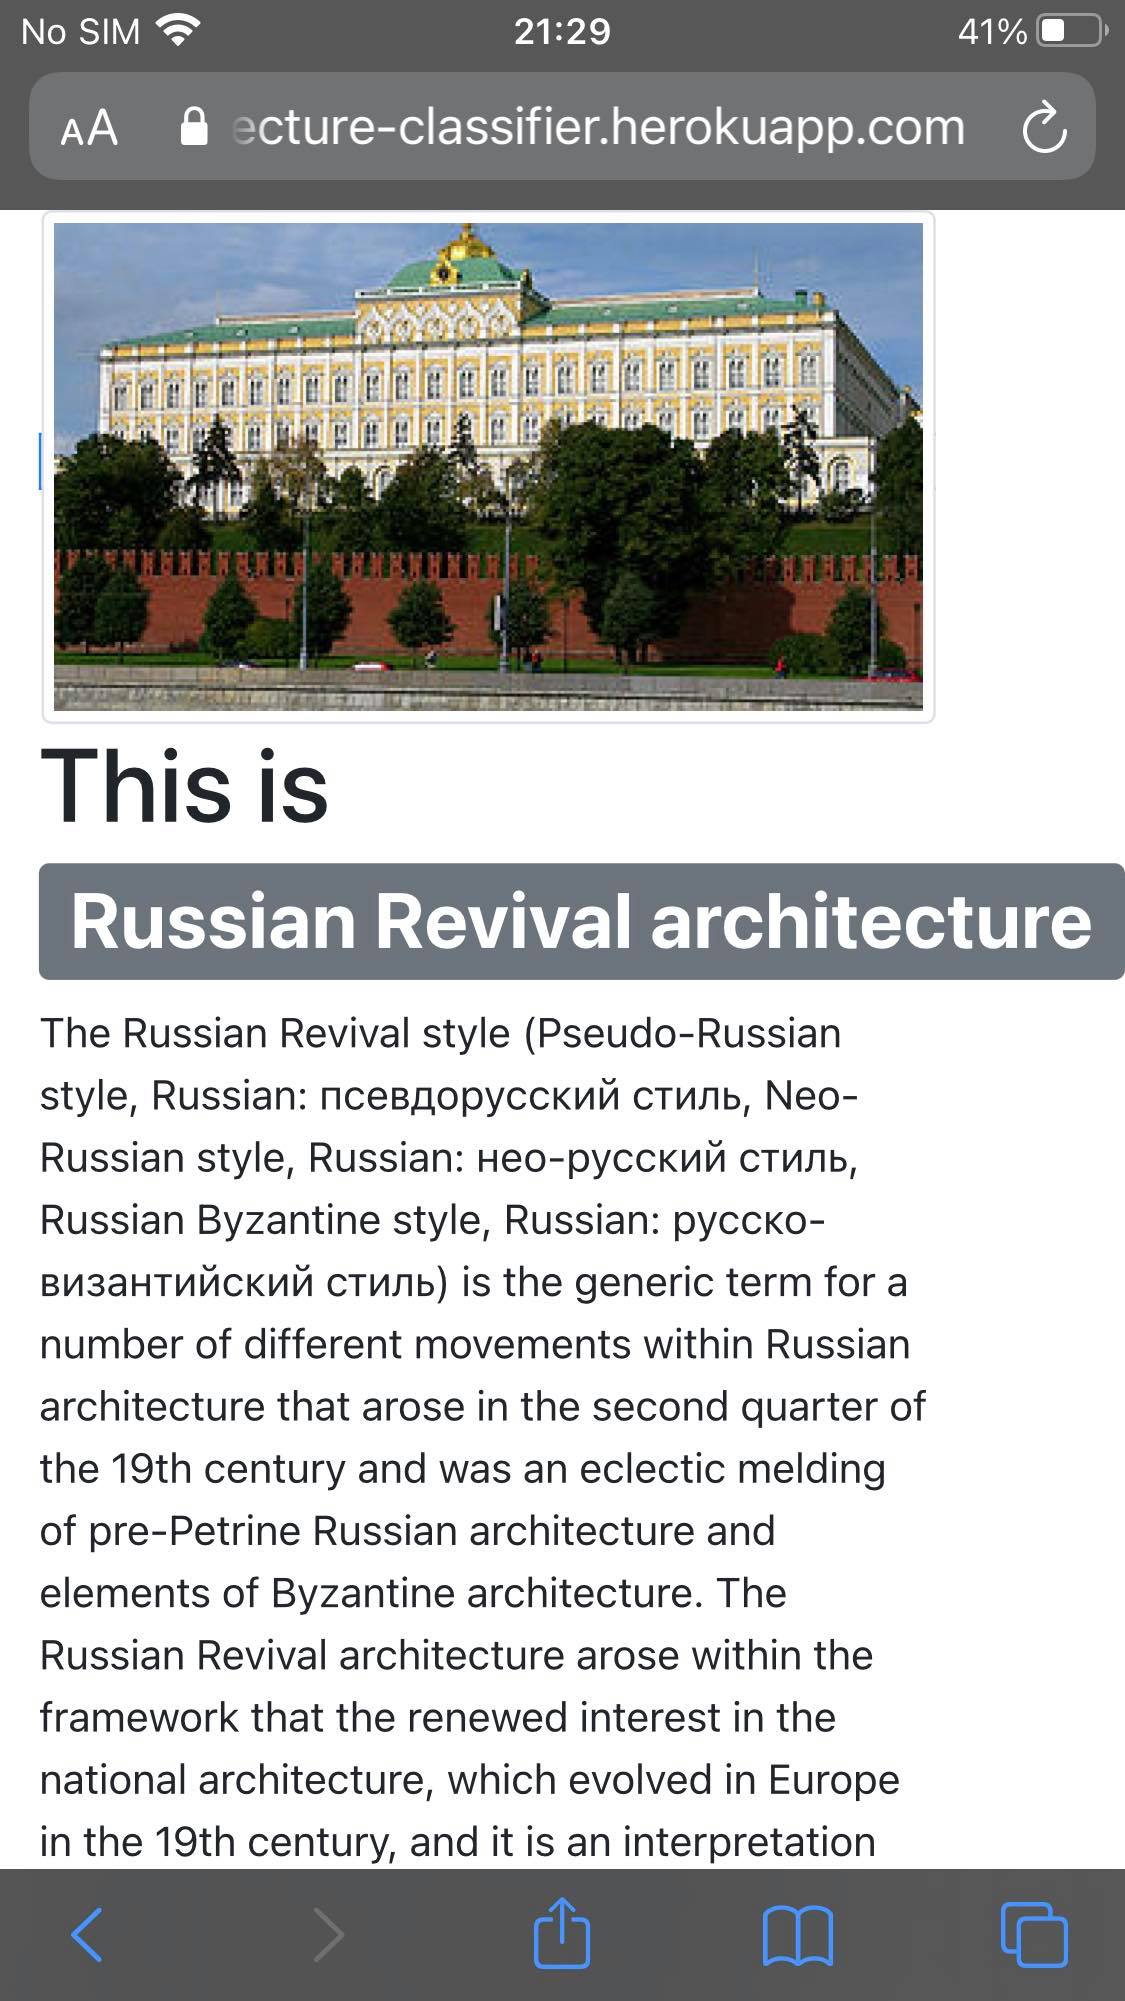 No SIM 21:29 41%
AA ecture-classifier.herokuapp.com
This is
Russian Revival architecture
The Russian Revival style (Pseudo-Russian
style, Russian: псевдорусский стиль, Neo-
Russian style, Russian: нео-русский стиль,
Russian Byzantine style, Russian: русско-
византийский стиль) is the generic term for a
number of different movements within Russian
architecture that arose in the second quarter of
the 19th century and was an eclectic melding
of pre-Petrine Russian architecture and
elements of Byzantine architecture. The
Russian Revival architecture arose within the
framework that the renewed interest in the
national architecture, which evolved in Europe
in the 19th century, and it is an interpretation